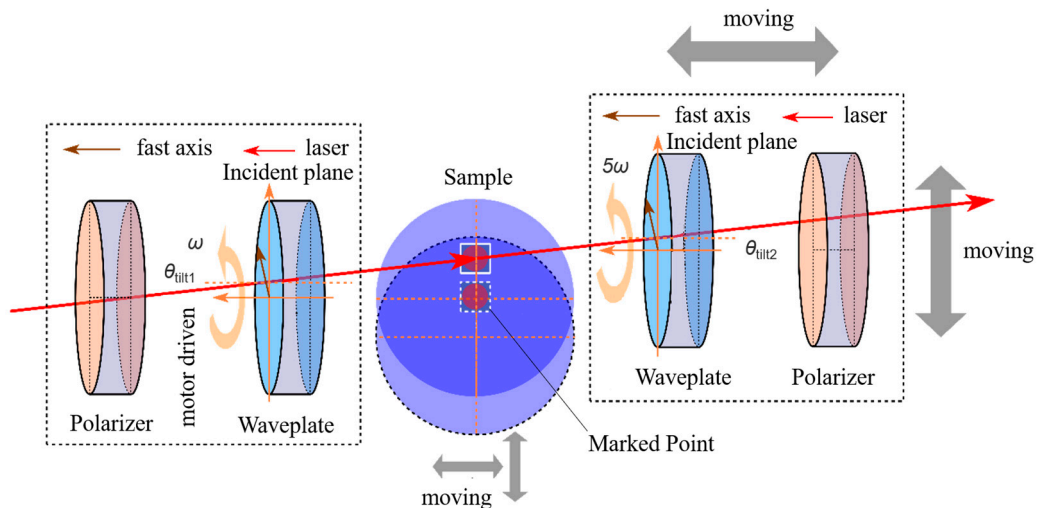 moving
fast axis
laser
Incident plane
ω
θtilt1
motor driven
Polarizer
Waveplate
Sample
moving
Marked Point
fast axis
laser
Incident plane
5ω
θtilt2
Waveplate
Polarizer
moving